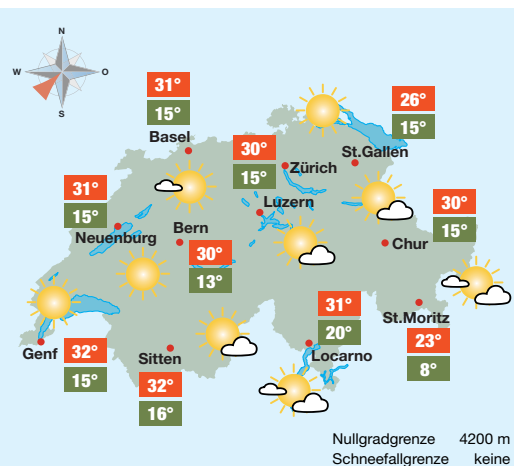 N
W O
S
31°
15°
Basel
26°
15°
St.Gallen
30°
15°
Zürich
Luzern
31°
15°
Neuenburg
Bern
30°
13°
30°
15°
Chur
31°
20°
Locarno
St.Moritz
23°
8°
Genf
32°
15°
Sitten
32°
16°
Nullgradgrenze 4200 m
Schneefallgrenze keine